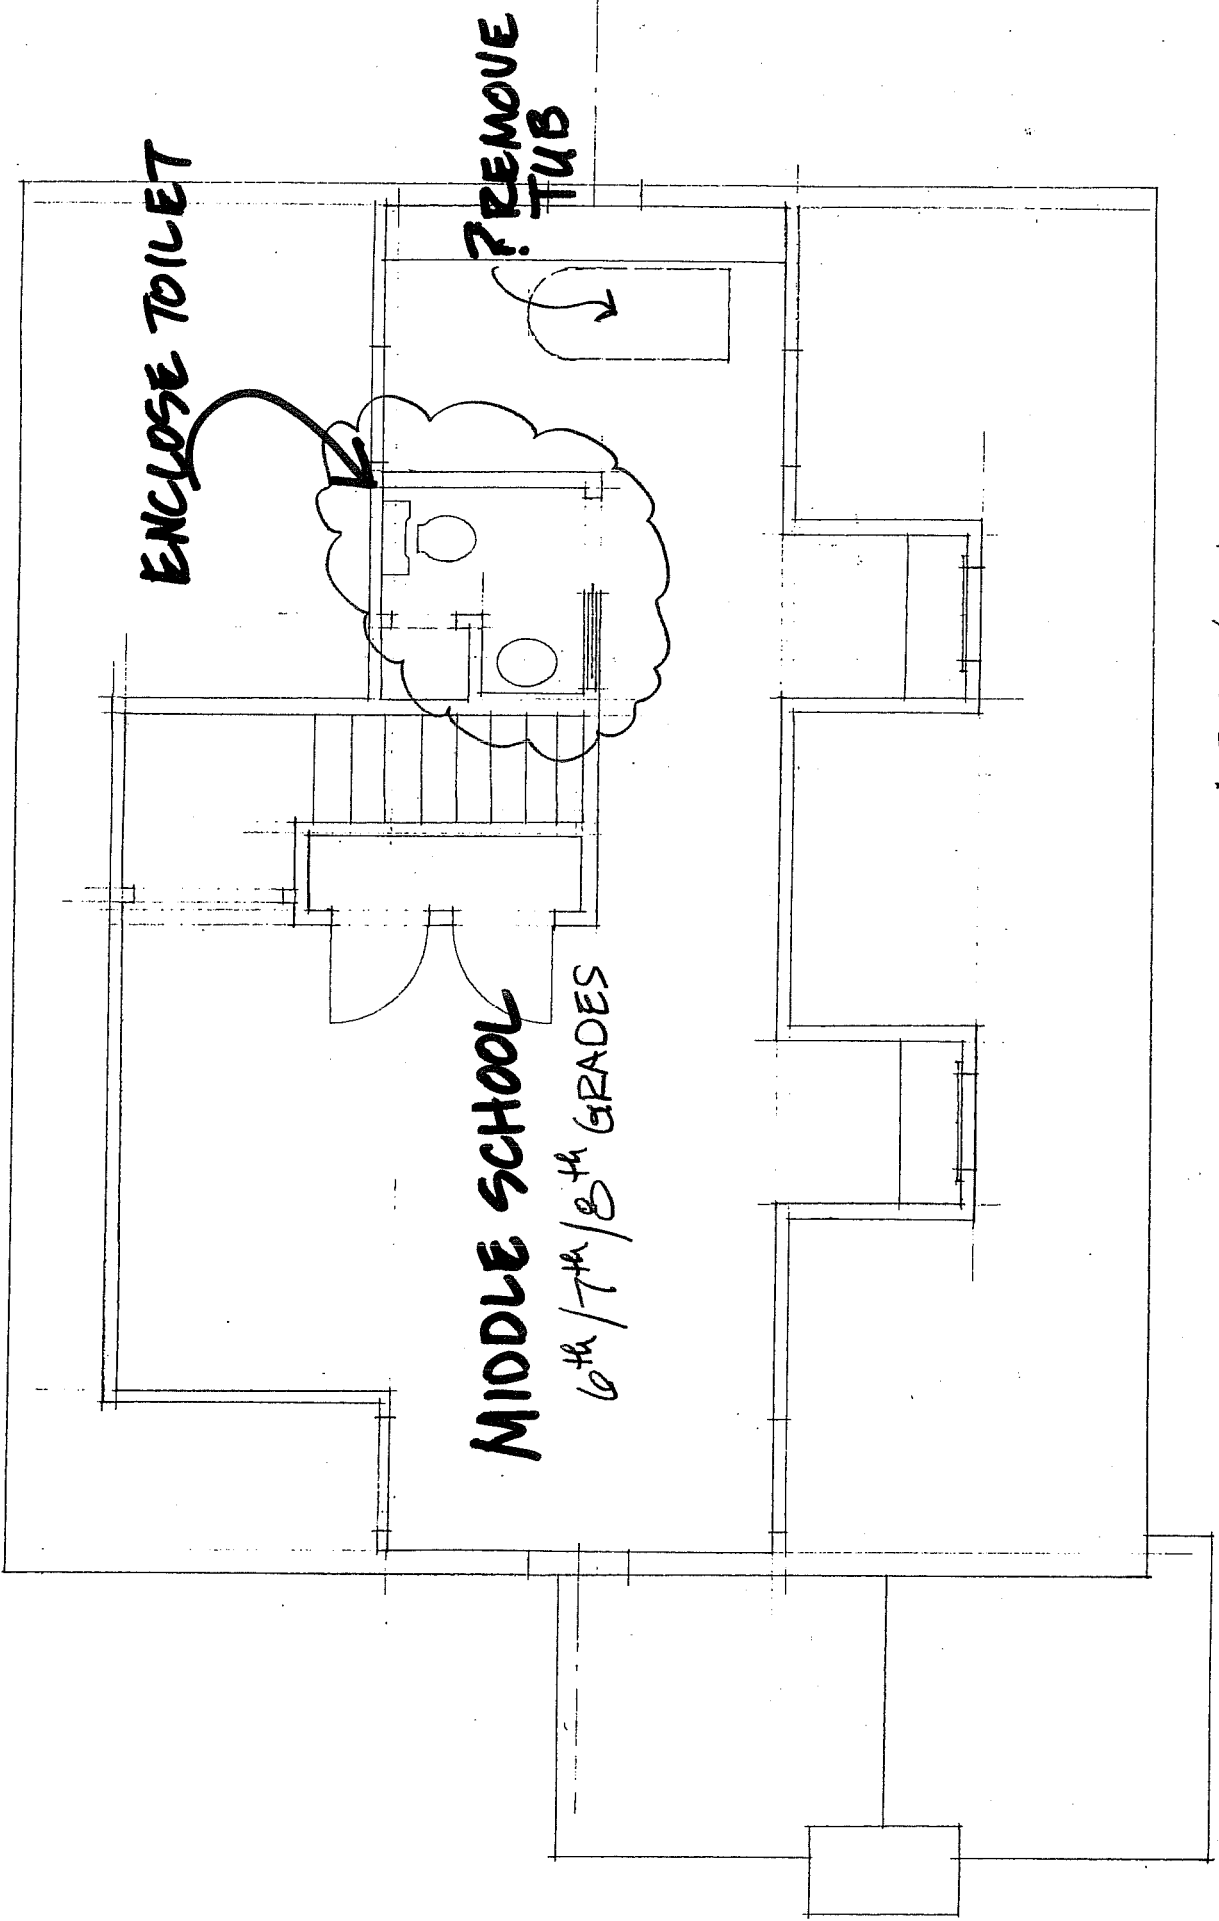 ENCLOSE TOILET
? REMOVE
TUB
MIDDLE SCHOOL
6th/7th/8th GRADES